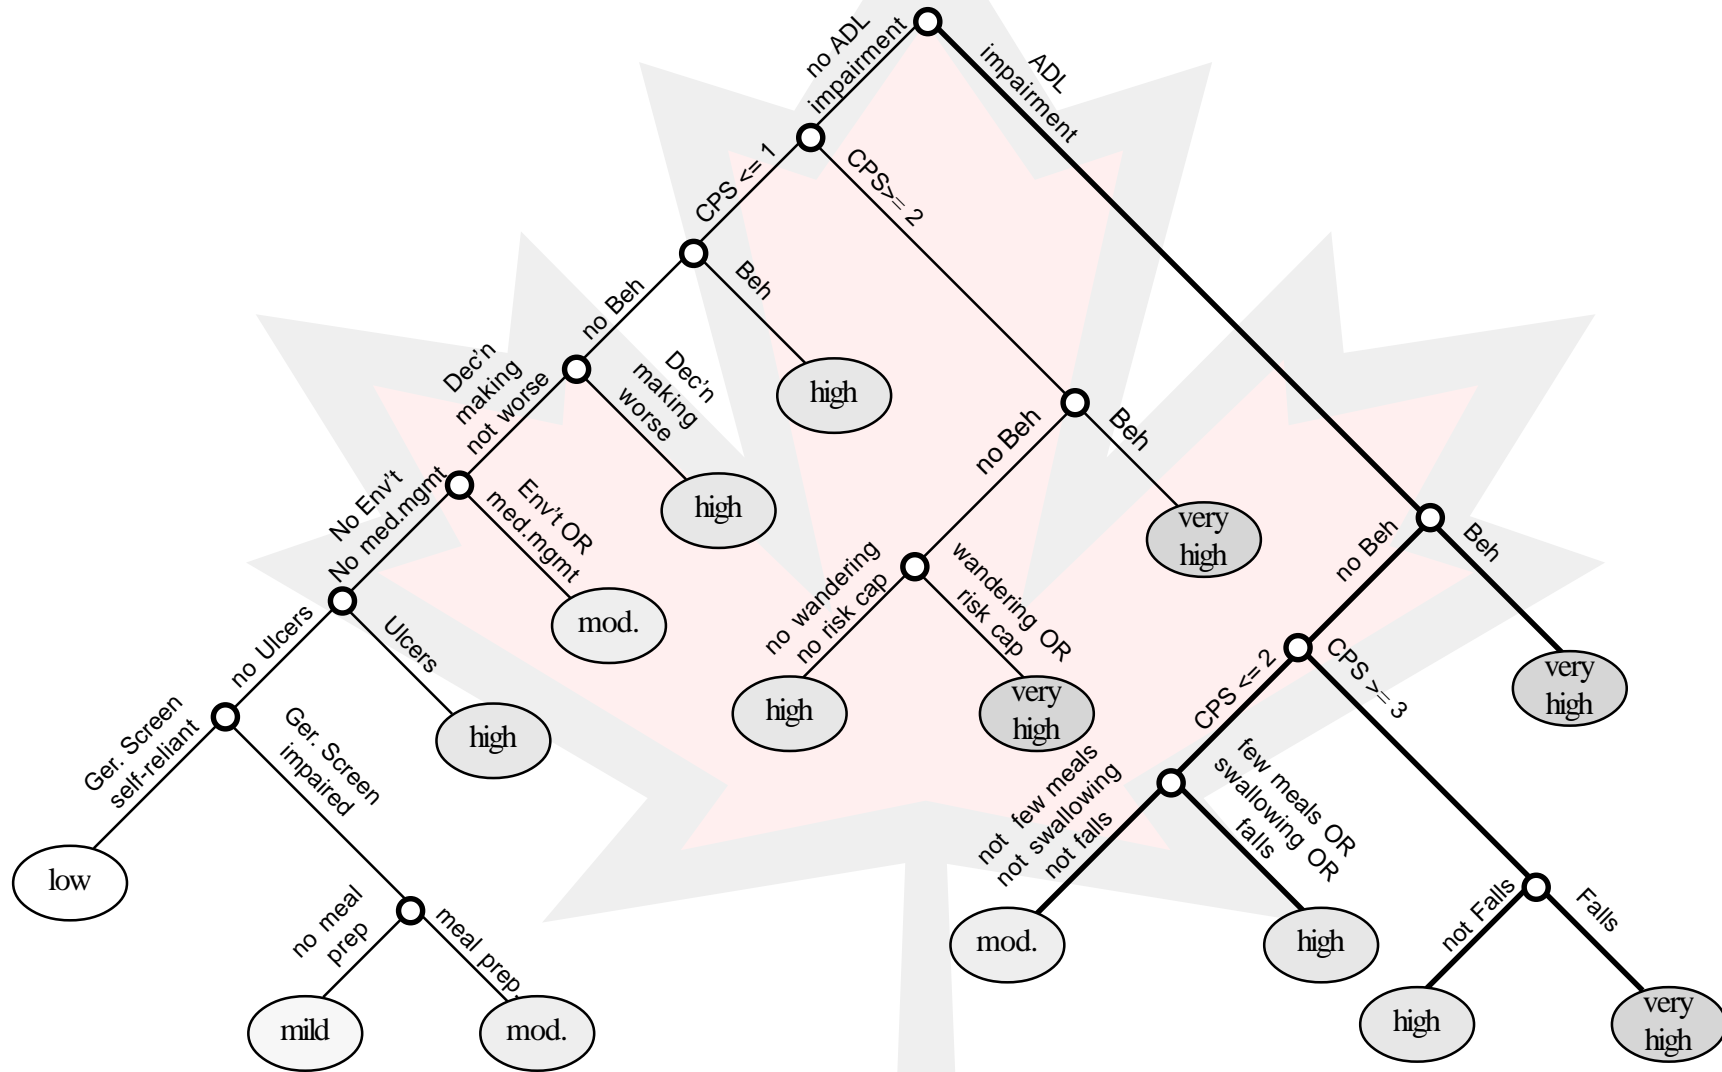 no ADL
impairment
ADL
impairment
CPS <= 1
CPS>= 2
no Beh
Beh
high
Dec'n
making
not worse
Dec'n
making
worse
high
no Beh
Beh
very
high
No Env't
No med.mgmt
Env't OR
med.mgmt
mod.
no wandering
no risk cap
wandering OR
risk cap
high
very
high
no Beh
Beh
very
high
no Ulcers
Ulcers
high
CPS <= 2
CPS >= 3
Ger. Screen
self-reliant
Ger. Screen
impaired
low
not few meals
not swallowing
not falls
few meals OR
swallowing OR
falls
mod.
high
no meal
prep
meal prep.
mild
mod.
not Falls
Falls
high
very
high